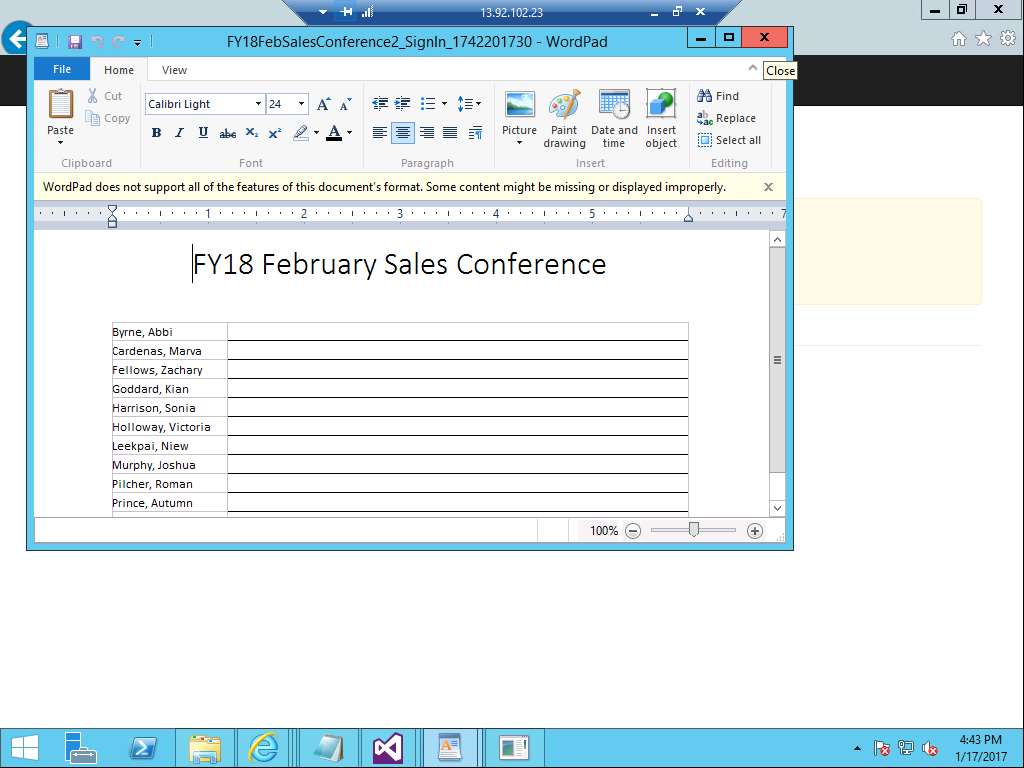 13.92.102.23
FY18FebSalesConference2_SignIn_1742201730 - WordPad
File Home View
Close
Paste
Cut
Copy
Clipboard
Calibri Light 24
Font
Paragraph
Picture
Paint drawing
Date and time
Insert object
Insert
Find
Replace
Select all
Editing
WordPad does not support all of the features of this document's format. Some content might be missing or displayed improperly.
1 2 3 4 5 7
FY18 February Sales Conference
Byrne, Abbi
Cardenas, Marva
Fellows, Zachary
Goddard, Kian
Harrison, Sonia
Holloway, Victoria
Leekpai, Niew
Murphy, Joshua
Pilcher, Roman
Prince, Autumn
100%
4:43 PM
1/17/2017